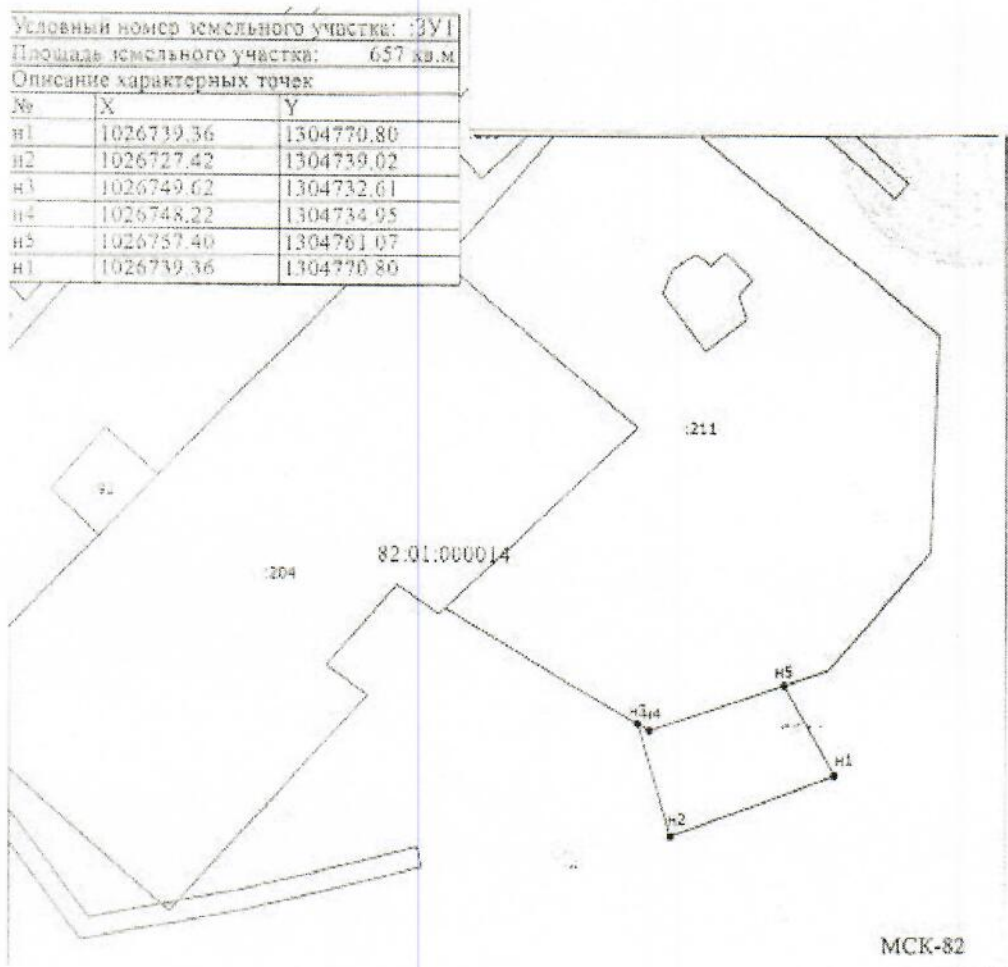 Условный номер земельного участка: :ЗУ1
Площадь земельного участка: 657 кв.м
Описание характерных точек
№ X Y
н1 1026739.36 1304770.80
н2 1026727.42 1304739.02
н3 1026749.62 1304732.61
н4 1026748.22 1304734.95
н5 1026757.40 1304761.07
н1 1026739.36 1304770.80
:211
82:01:000014
:204
н5
н3
н4
н1
н2
МСК-82